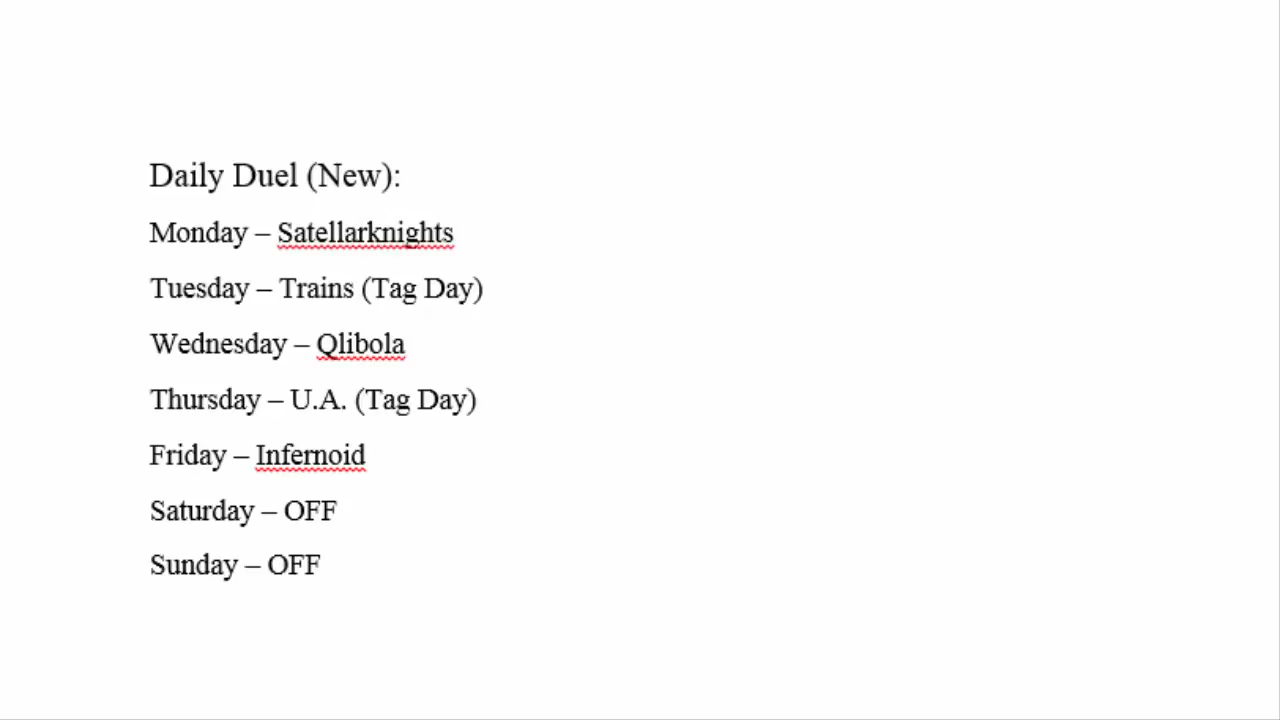 Daily Duel (New):
Monday – Satellarknights
Tuesday – Trains (Tag Day)
Wednesday – Qlibola
Thursday – U.A. (Tag Day)
Friday – Infernoid
Saturday – OFF
Sunday – OFF